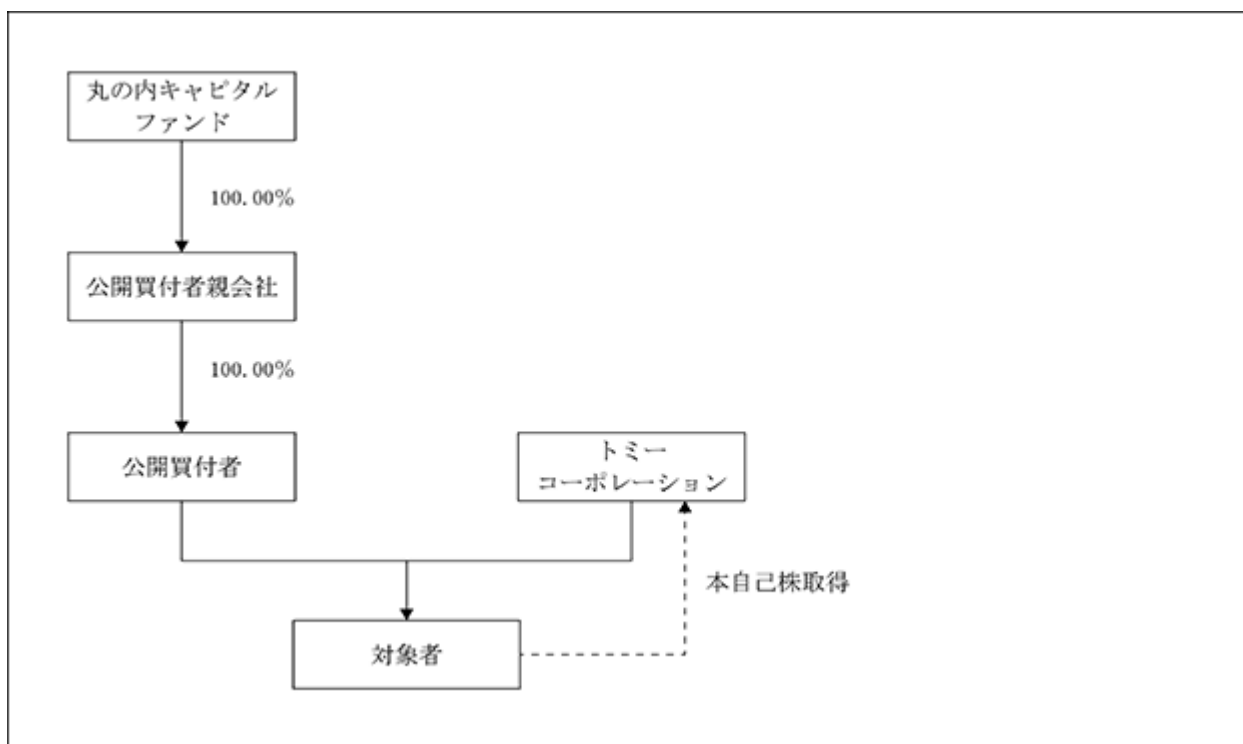 丸の内キャピタル
ファンド
100.00%
公開買付者親会社
100.00%
公開買付者
トミー
コーポレーション
本自己株取得
対象者